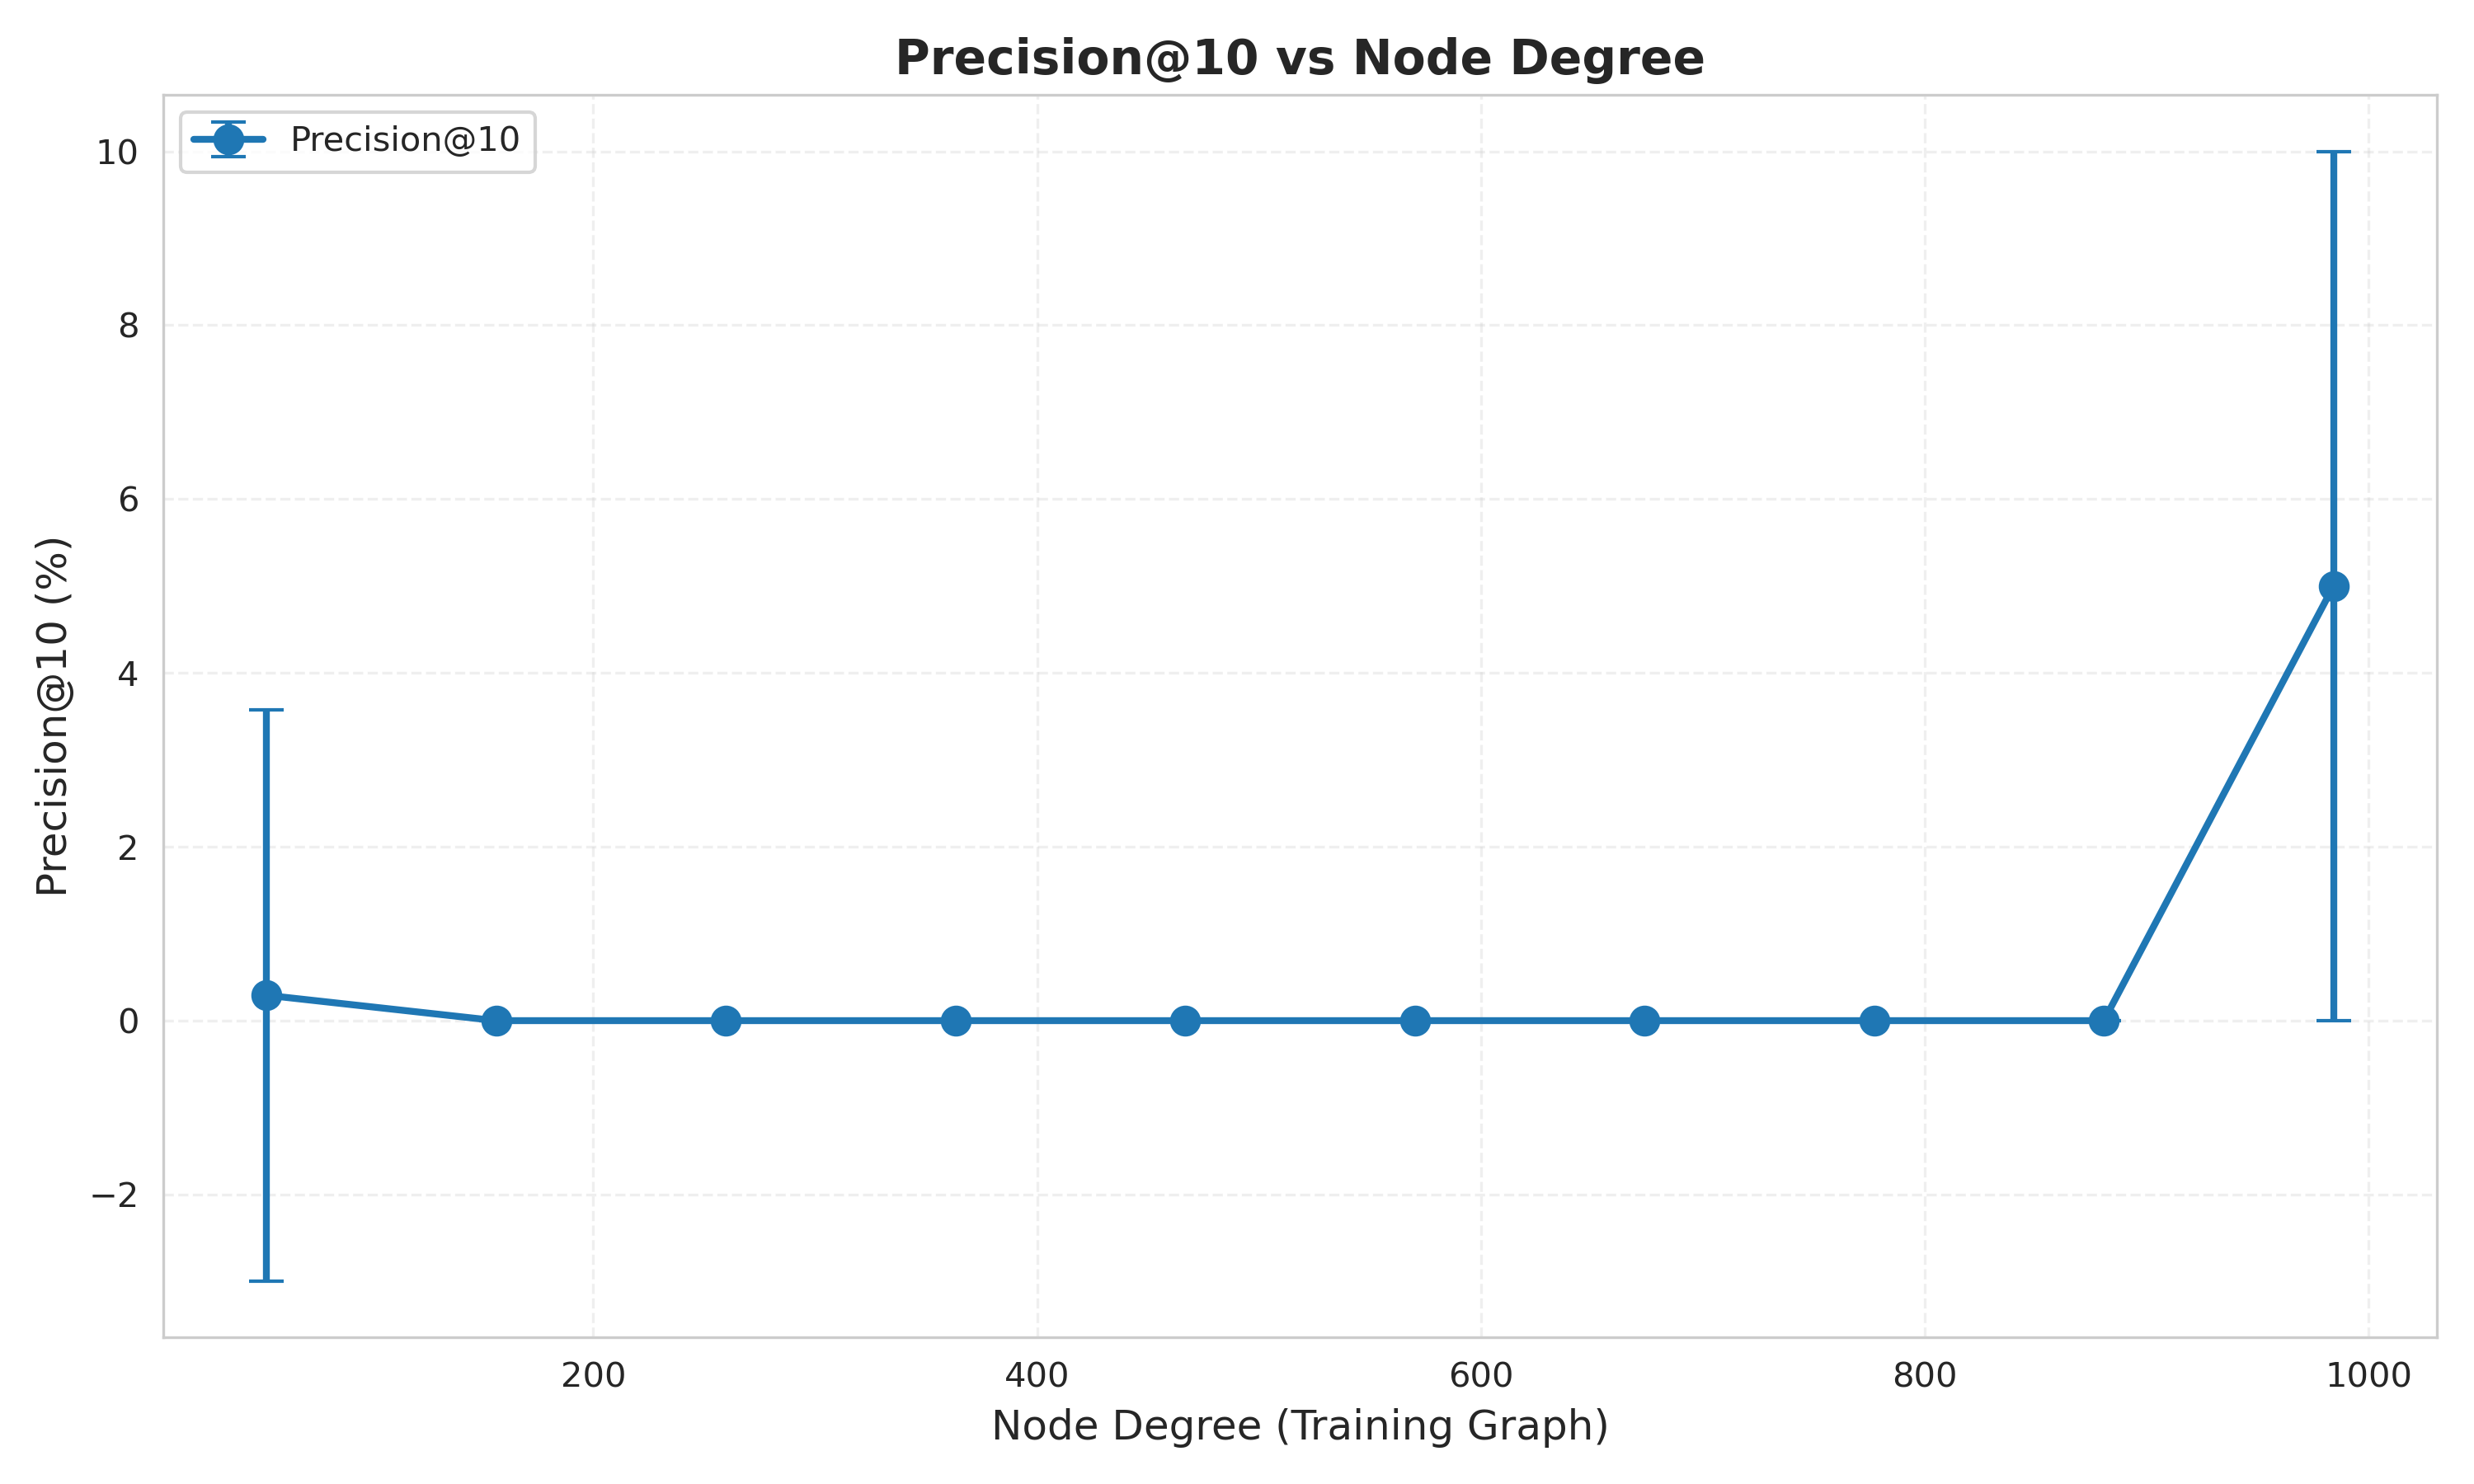 Precision@10 vs Node Degree
Precision@10
Precision@10 (%)
10
8
6
4
2
0
−2
200 400 600 800 1000
Node Degree (Training Graph)